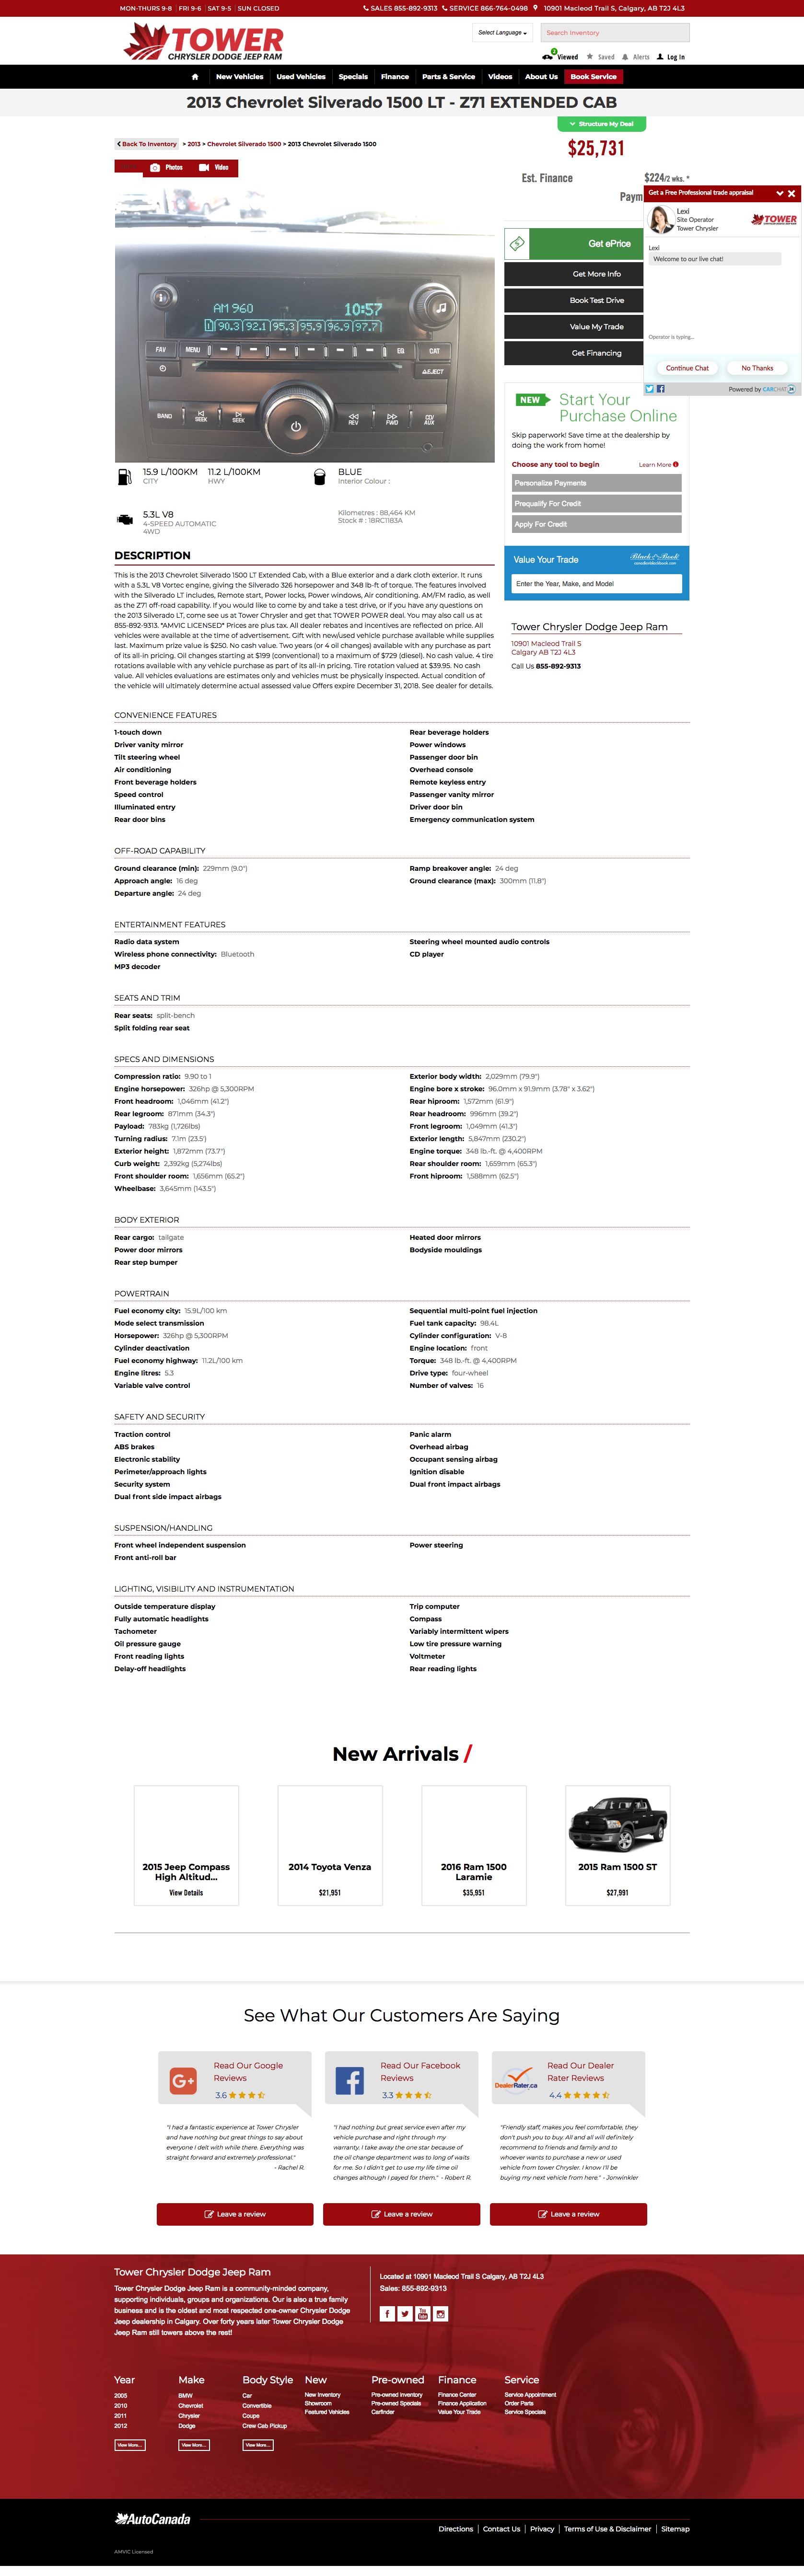 MON-THURS 9-8 FRI 9-6 SAT 9-5 SUN CLOSED
SALES 855-892-9313 SERVICE 866-764-0498 10901 Macleod Trail S, Calgary, AB T2J 4L3
TOWER
CHRYSLER DODGE JEEP RAM
Select Language
Search Inventory
2
Viewed Saved Alerts Log In
New Vehicles Used Vehicles Specials Finance Parts & Service Videos About Us Book Service
2013 Chevrolet Silverado 1500 LT - Z71 EXTENDED CAB
Structure My Deal
Back To Inventory > 2013 > Chevrolet Silverado 1500 > 2013 Chevrolet Silverado 1500
$25,731
Photos Video
Est. Finance
$224/2 wks. *
Paym
Get a Free Professional trade appraisal
Lexi
Site Operator
Tower Chrysler
TOWER
Lexi
Welcome to our live chat!
Operator is typing...
Continue Chat No Thanks
Powered by CARCHAT24
Get ePrice
Get More Info
Book Test Drive
Value My Trade
Get Financing
AM 960 10:57
90.3 92.1 95.3 95.9 96.9 97.7
FAV MENU EQ CAT
EJECT
BAND SEEK SEEK REV FWD CD/AUX
NEW
Start Your
Purchase Online
Skip paperwork! Save time at the dealership by
doing the work from home!
Choose any tool to begin Learn More
Personalize Payments
Prequalify For Credit
Apply For Credit
Value Your Trade
Black Book
Enter the Year, Make, and Model
15.9 L/100KM 11.2 L/100KM BLUE
CITY HWY Interior Colour :
5.3L V8
4-SPEED AUTOMATIC
4WD
Kilometres : 88,464 KM
Stock # : 18RC1183A
DESCRIPTION
This is the 2013 Chevrolet Silverado 1500 LT Extended Cab, with a Blue exterior and a dark cloth exterior. It runs
with a 5.3L V8 Vortec engine, giving the Silverado 326 horsepower and 348 lb-ft of torque. The features involved
with the Silverado LT includes, Remote start, Power locks, Power windows, Air conditioning. AM/FM radio, as well
as the Z71 off-road capability. If you would like to come by and take a test drive, or if you have any questions on
the 2013 Silverado LT, come see us at Tower Chrysler and get that TOWER POWER deal. You may also call us at
855-892-9313. *AMVIC LICENSED* Prices are plus tax. All dealer rebates and incentives are reflected on price. All
vehicles were available at the time of advertisement. Gift with new/used vehicle purchase available while supplies
last. Maximum prize value is $250. No cash value. Two years (or 4 oil changes) available with any purchase as part
of its all-in pricing. Oil changes starting at $199 (conventional) to a maximum of $729 (diesel). No cash value. 4 tire
rotations available with any vehicle purchase as part of its all-in pricing. Tire rotation valued at $39.95. No cash
value. All vehicles evaluations are estimates only and vehicles must be physically inspected. Actual condition of
the vehicle will ultimately determine actual assessed value Offers expire December 31, 2018. See dealer for details.
Tower Chrysler Dodge Jeep Ram
10901 Macleod Trail S
Calgary AB T2J 4L3
Call Us 855-892-9313
CONVENIENCE FEATURES
1-touch down Rear beverage holders
Driver vanity mirror Power windows
Tilt steering wheel Passenger door bin
Air conditioning Overhead console
Front beverage holders Remote keyless entry
Speed control Passenger vanity mirror
Illuminated entry Driver door bin
Rear door bins Emergency communication system
OFF-ROAD CAPABILITY
Ground clearance (min): 229mm (9.0") Ramp breakover angle: 24 deg
Approach angle: 16 deg Ground clearance (max): 300mm (11.8")
Departure angle: 24 deg
ENTERTAINMENT FEATURES
Radio data system Steering wheel mounted audio controls
Wireless phone connectivity: Bluetooth CD player
MP3 decoder
SEATS AND TRIM
Rear seats: split-bench
Split folding rear seat
SPECS AND DIMENSIONS
Compression ratio: 9.90 to 1 Exterior body width: 2,029mm (79.9")
Engine horsepower: 326hp @ 5,300RPM Engine bore x stroke: 96.0mm x 91.9mm (3.78" x 3.62")
Front headroom: 1,046mm (41.2") Rear hiproom: 1,572mm (61.9")
Rear legroom: 871mm (34.3") Rear headroom: 996mm (39.2")
Payload: 783kg (1,726lbs) Front legroom: 1,049mm (41.3")
Turning radius: 7.1m (23.5') Exterior length: 5,847mm (230.2")
Exterior height: 1,872mm (73.7") Engine torque: 348 lb.-ft. @ 4,400RPM
Curb weight: 2,392kg (5,274lbs) Rear shoulder room: 1,659mm (65.3")
Front shoulder room: 1,656mm (65.2") Front hiproom: 1,588mm (62.5")
Wheelbase: 3,645mm (143.5")
BODY EXTERIOR
Rear cargo: tailgate Heated door mirrors
Power door mirrors Bodyside mouldings
Rear step bumper
POWERTRAIN
Fuel economy city: 15.9L/100 km Sequential multi-point fuel injection
Mode select transmission Fuel tank capacity: 98.4L
Horsepower: 326hp @ 5,300RPM Cylinder configuration: V-8
Cylinder deactivation Engine location: front
Fuel economy highway: 11.2L/100 km Torque: 348 lb.-ft. @ 4,400RPM
Engine litres: 5.3 Drive type: four-wheel
Variable valve control Number of valves: 16
SAFETY AND SECURITY
Traction control Panic alarm
ABS brakes Overhead airbag
Electronic stability Occupant sensing airbag
Perimeter/approach lights Ignition disable
Security system Dual front impact airbags
Dual front side impact airbags
SUSPENSION/HANDLING
Front wheel independent suspension Power steering
Front anti-roll bar
LIGHTING, VISIBILITY AND INSTRUMENTATION
Outside temperature display Trip computer
Fully automatic headlights Compass
Tachometer Variably intermittent wipers
Oil pressure gauge Low tire pressure warning
Front reading lights Voltmeter
Delay-off headlights Rear reading lights
New Arrivals /
2015 Jeep Compass
High Altitud...
View Details
2014 Toyota Venza
$21,951
2016 Ram 1500
Laramie
$35,951
2015 Ram 1500 ST
$27,991
See What Our Customers Are Saying
Read Our Google
Reviews
3.6
"I had a fantastic experience at Tower Chrysler
and have nothing but great things to say about
everyone I delt with while there. Everything was
straight forward and extremely professional."
- Rachel R.
Leave a review
Read Our Facebook
Reviews
3.3
"I had nothing but great service even after my
vehicle purchase and right through my
warranty. I take away the one star because of
the oil change department was to long of waits
for me. So I didn't get to use my life time oil
changes although I payed for them." - Robert R.
Leave a review
DealerRater.ca
Read Our Dealer
Rater Reviews
4.4
"Friendly staff, makes you feel comfortable, they
don't push you to buy. All and all will definitely
recommend to friends and family and to
whoever wants to purchase a new or used
vehicle from tower Chrysler. I know I'll be
buying my next vehicle from here." - Jonwinkler
Leave a review
Tower Chrysler Dodge Jeep Ram
Tower Chrysler Dodge Jeep Ram is a community-minded company,
supporting individuals, groups and organizations. Our is also a true family
business and is the oldest and most respected one-owner Chrysler Dodge
Jeep dealership in Calgary. Over forty years later Tower Chrysler Dodge
Jeep Ram still towers above the rest!
Located at 10901 Macleod Trail S Calgary, AB T2J 4L3
Sales: 855-892-9313
Year Make Body Style New Pre-owned Finance Service
2005 BMW Car New Inventory Pre-owned Inventory Finance Center Service Appointment
2010 Chevrolet Convertible Showroom Pre-owned Specials Finance Application Order Parts
2011 Chrysler Coupe Featured Vehicles Carfinder Value Your Trade Service Specials
2012 Dodge Crew Cab Pickup
View More... View More... View More...
AutoCanada
Directions Contact Us Privacy Terms of Use & Disclaimer Sitemap
AMVIC Licensed